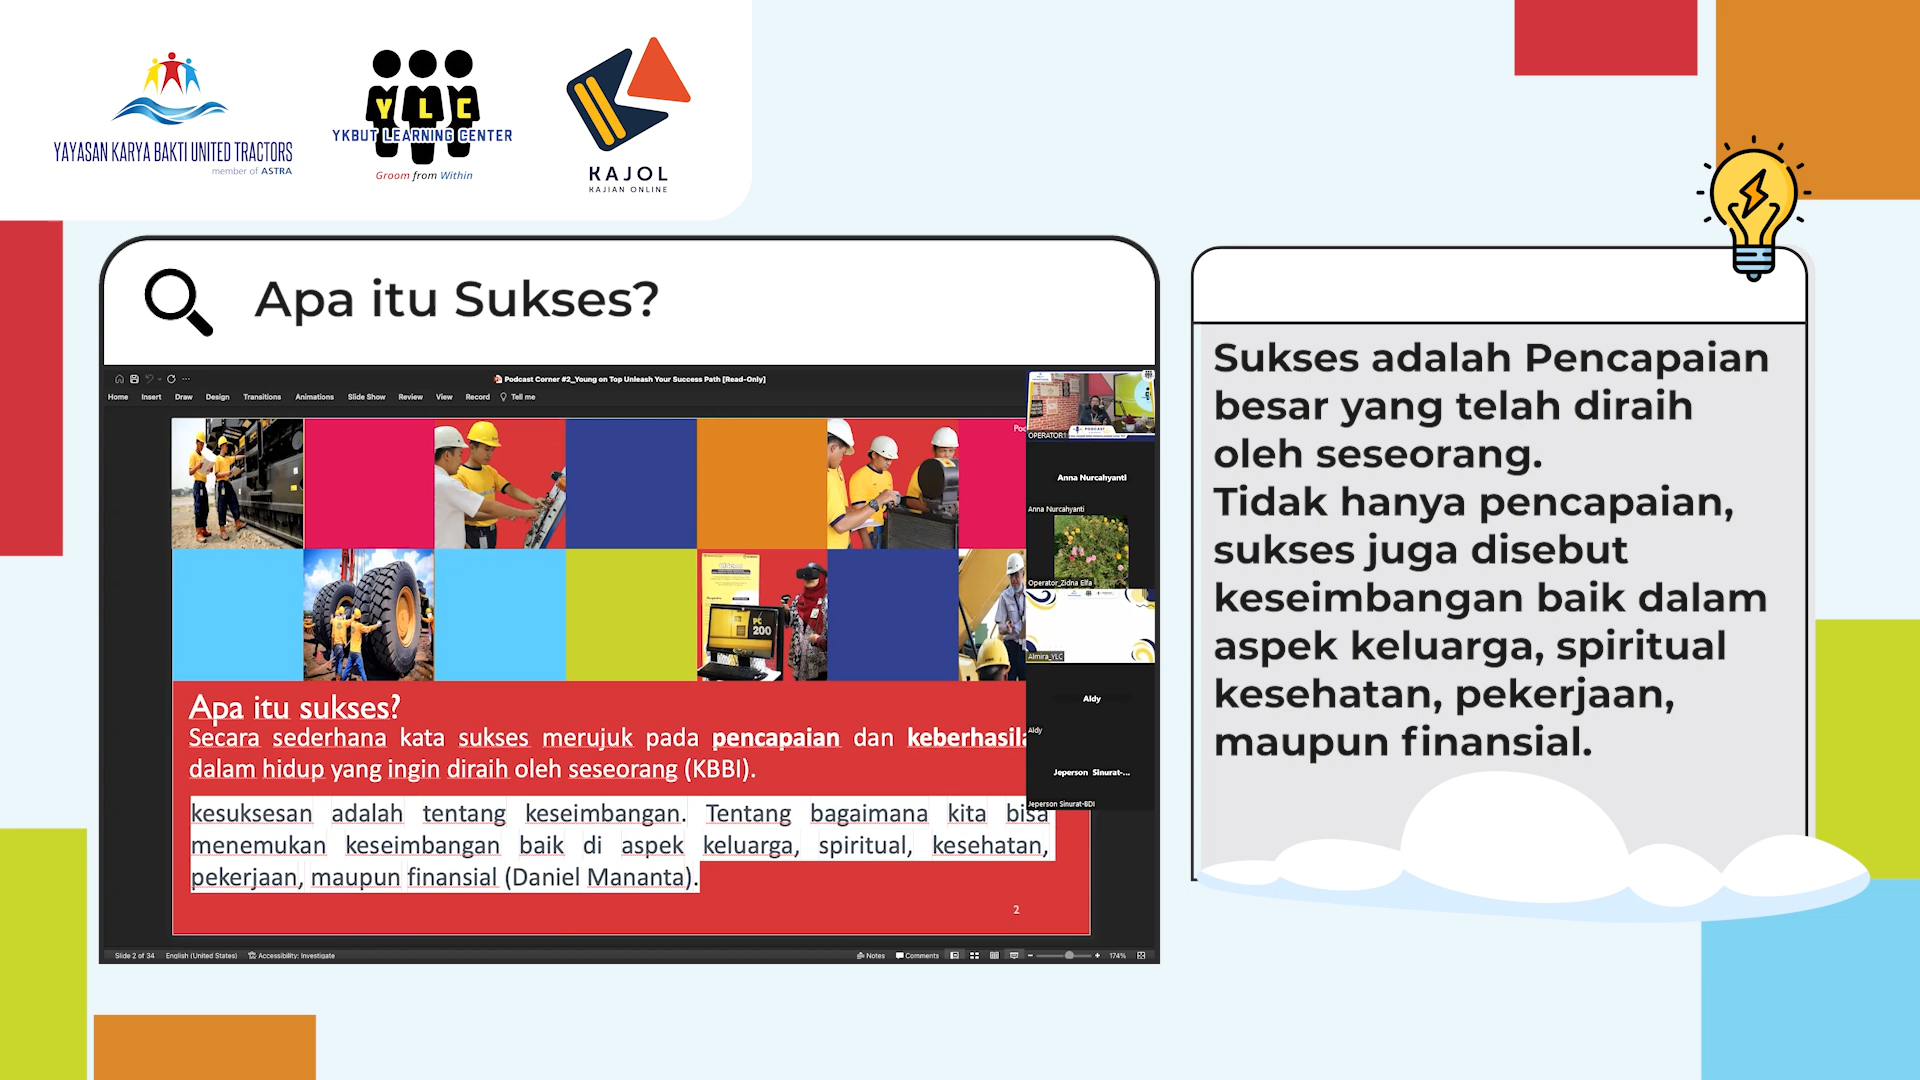 YAYASAN KARYA BAKTI UNITED TRACTORS
member of ASTRA
YLC
YKBUT LEARNING CENTER
Groom from Within
KAJOL
KAJIAN ONLINE
Apa itu Sukses?
Podcast Corner #2_Young on Top Unleash Your Success Path [Read-Only]
Home Insert Draw Design Transitions Animations Slide Show Review View Record Tell me
Poc
PC
200
OPERATOR1
PODCAST
Anna Nurcahyanti
Anna Nurcahyanti
Operator_Zidna Elfa
Almira_YLC
Aldy
Aldy
Jeperson Sinurat-...
Jeperson Sinurat-BDI
Apa itu sukses?
Secara sederhana kata sukses merujuk pada pencapaian dan keberhasila
dalam hidup yang ingin diraih oleh seseorang (KBBI).
kesuksesan adalah tentang keseimbangan. Tentang bagaimana kita bisa
menemukan keseimbangan baik di aspek keluarga, spiritual, kesehatan,
pekerjaan, maupun finansial (Daniel Mananta).
2
Slide 2 of 34 English (United States) Accessibility: Investigate Notes Comments 174%
Sukses adalah Pencapaian
besar yang telah diraih
oleh seseorang.
Tidak hanya pencapaian,
sukses juga disebut
keseimbangan baik dalam
aspek keluarga, spiritual
kesehatan, pekerjaan,
maupun finansial.